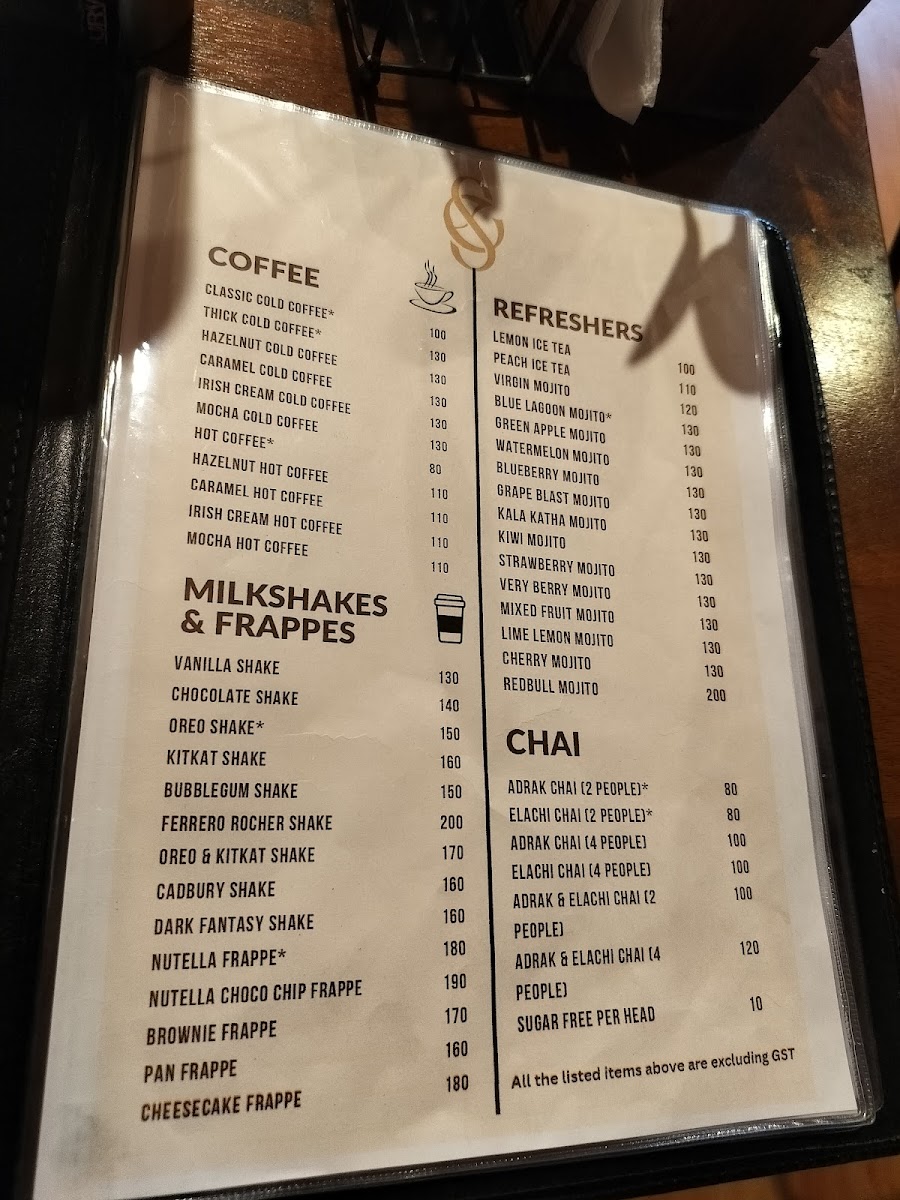 COFFEE
CLASSIC COLD COFFEE* 100
THICK COLD COFFEE* 130
HAZELNUT COLD COFFEE 130
CARAMEL COLD COFFEE 130
IRISH CREAM COLD COFFEE 130
MOCHA COLD COFFEE 130
HOT COFFEE* 80
HAZELNUT HOT COFFEE 110
CARAMEL HOT COFFEE 110
IRISH CREAM HOT COFFEE 110
MOCHA HOT COFFEE 110
MILKSHAKES
& FRAPPES
VANILLA SHAKE 130
CHOCOLATE SHAKE 140
OREO SHAKE* 150
KITKAT SHAKE 160
BUBBLEGUM SHAKE 150
FERRERO ROCHER SHAKE 200
OREO & KITKAT SHAKE 170
CADBURY SHAKE 160
DARK FANTASY SHAKE 160
NUTELLA FRAPPE* 180
NUTELLA CHOCO CHIP FRAPPE 190
BROWNIE FRAPPE 170
PAN FRAPPE 160
CHEESECAKE FRAPPE 180
REFRESHERS
LEMON ICE TEA 100
PEACH ICE TEA 110
VIRGIN MOJITO 120
BLUE LAGOON MOJITO* 130
GREEN APPLE MOJITO 130
WATERMELON MOJITO 130
BLUEBERRY MOJITO 130
GRAPE BLAST MOJITO 130
KALA KATHA MOJITO 130
KIWI MOJITO 130
STRAWBERRY MOJITO 130
VERY BERRY MOJITO 130
MIXED FRUIT MOJITO 130
LIME LEMON MOJITO 130
CHERRY MOJITO 130
REDBULL MOJITO 200
CHAI
ADRAK CHAI (2 PEOPLE)* 80
ELACHI CHAI (2 PEOPLE)* 80
ADRAK CHAI (4 PEOPLE) 100
ELACHI CHAI (4 PEOPLE) 100
ADRAK & ELACHI CHAI (2 100
PEOPLE)
ADRAK & ELACHI CHAI (4 120
PEOPLE)
SUGAR FREE PER HEAD 10
All the listed items above are excluding GST